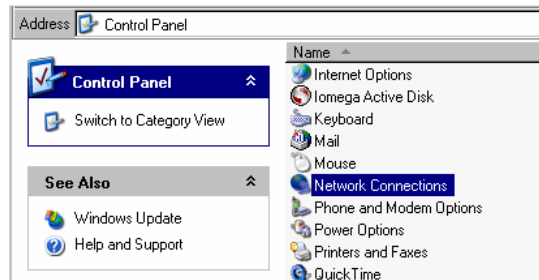 Address Control Panel
Control Panel
Switch to Category View
See Also
Windows Update
Help and Support
Name
Internet Options
Iomega Active Disk
Keyboard
Mail
Mouse
Network Connections
Phone and Modem Options
Power Options
Printers and Faxes
QuickTime